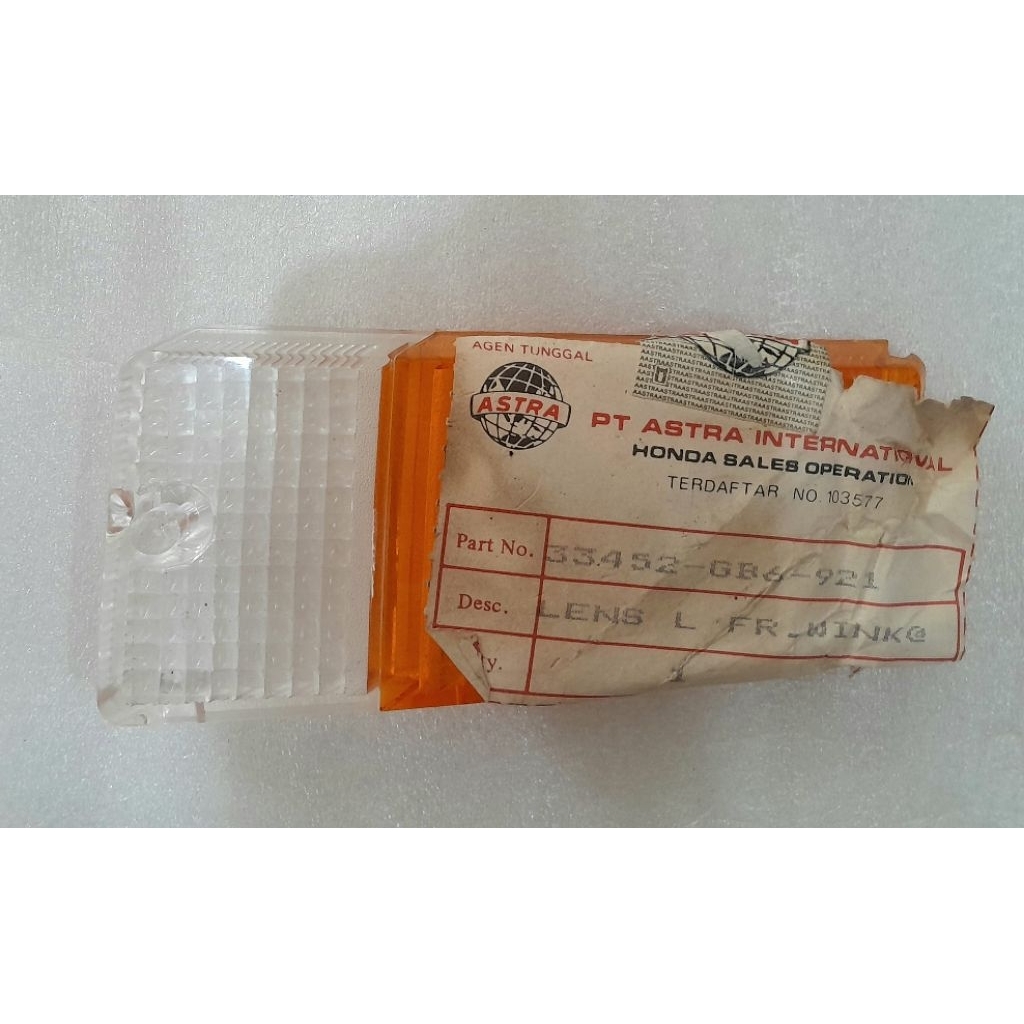 AGEN TUNGGAL
ASTRA
PT ASTRA INTERNATIONAL
HONDA SALES OPERATION
TERDAFTAR NO. 103577
Part No. 33452-GB6-921
Desc. LENS L FR.WINK@
1